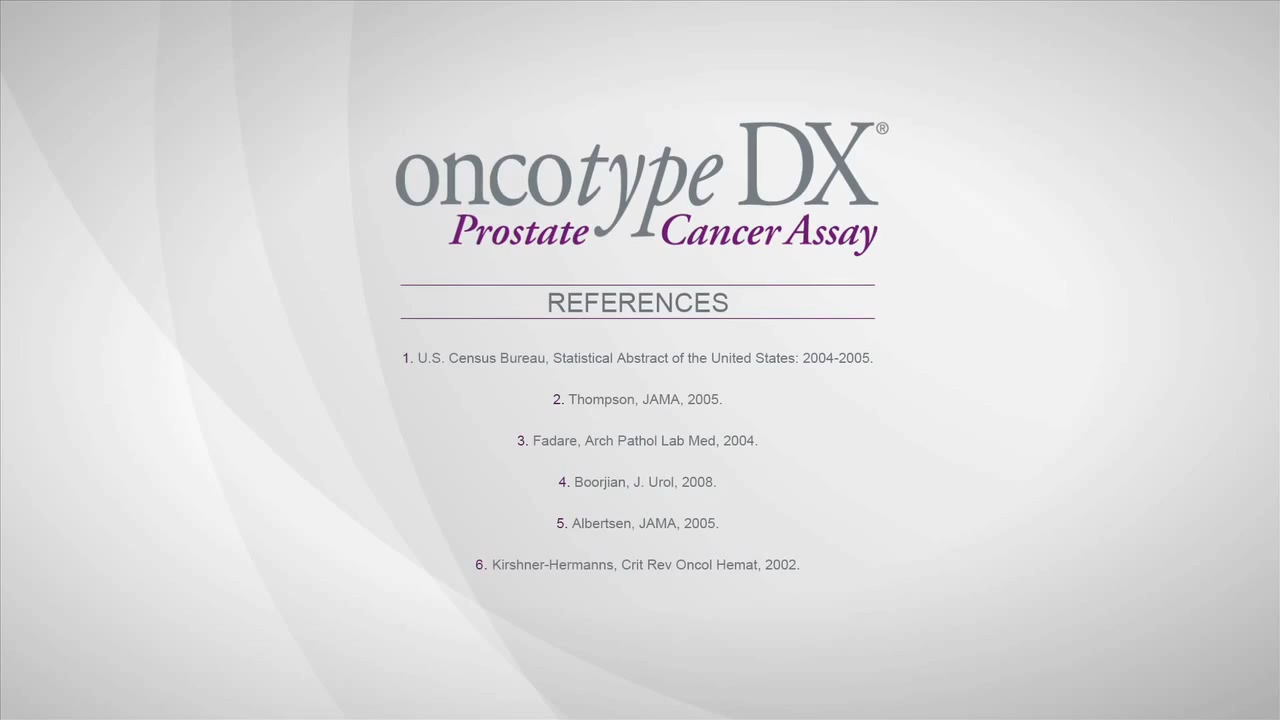 oncotype DX®
Prostate Cancer Assay
REFERENCES
1. U.S. Census Bureau, Statistical Abstract of the United States: 2004-2005.
2. Thompson, JAMA, 2005.
3. Fadare, Arch Pathol Lab Med, 2004.
4. Boorjian, J. Urol, 2008.
5. Albertsen, JAMA, 2005.
6. Kirshner-Hermanns, Crit Rev Oncol Hemat, 2002.